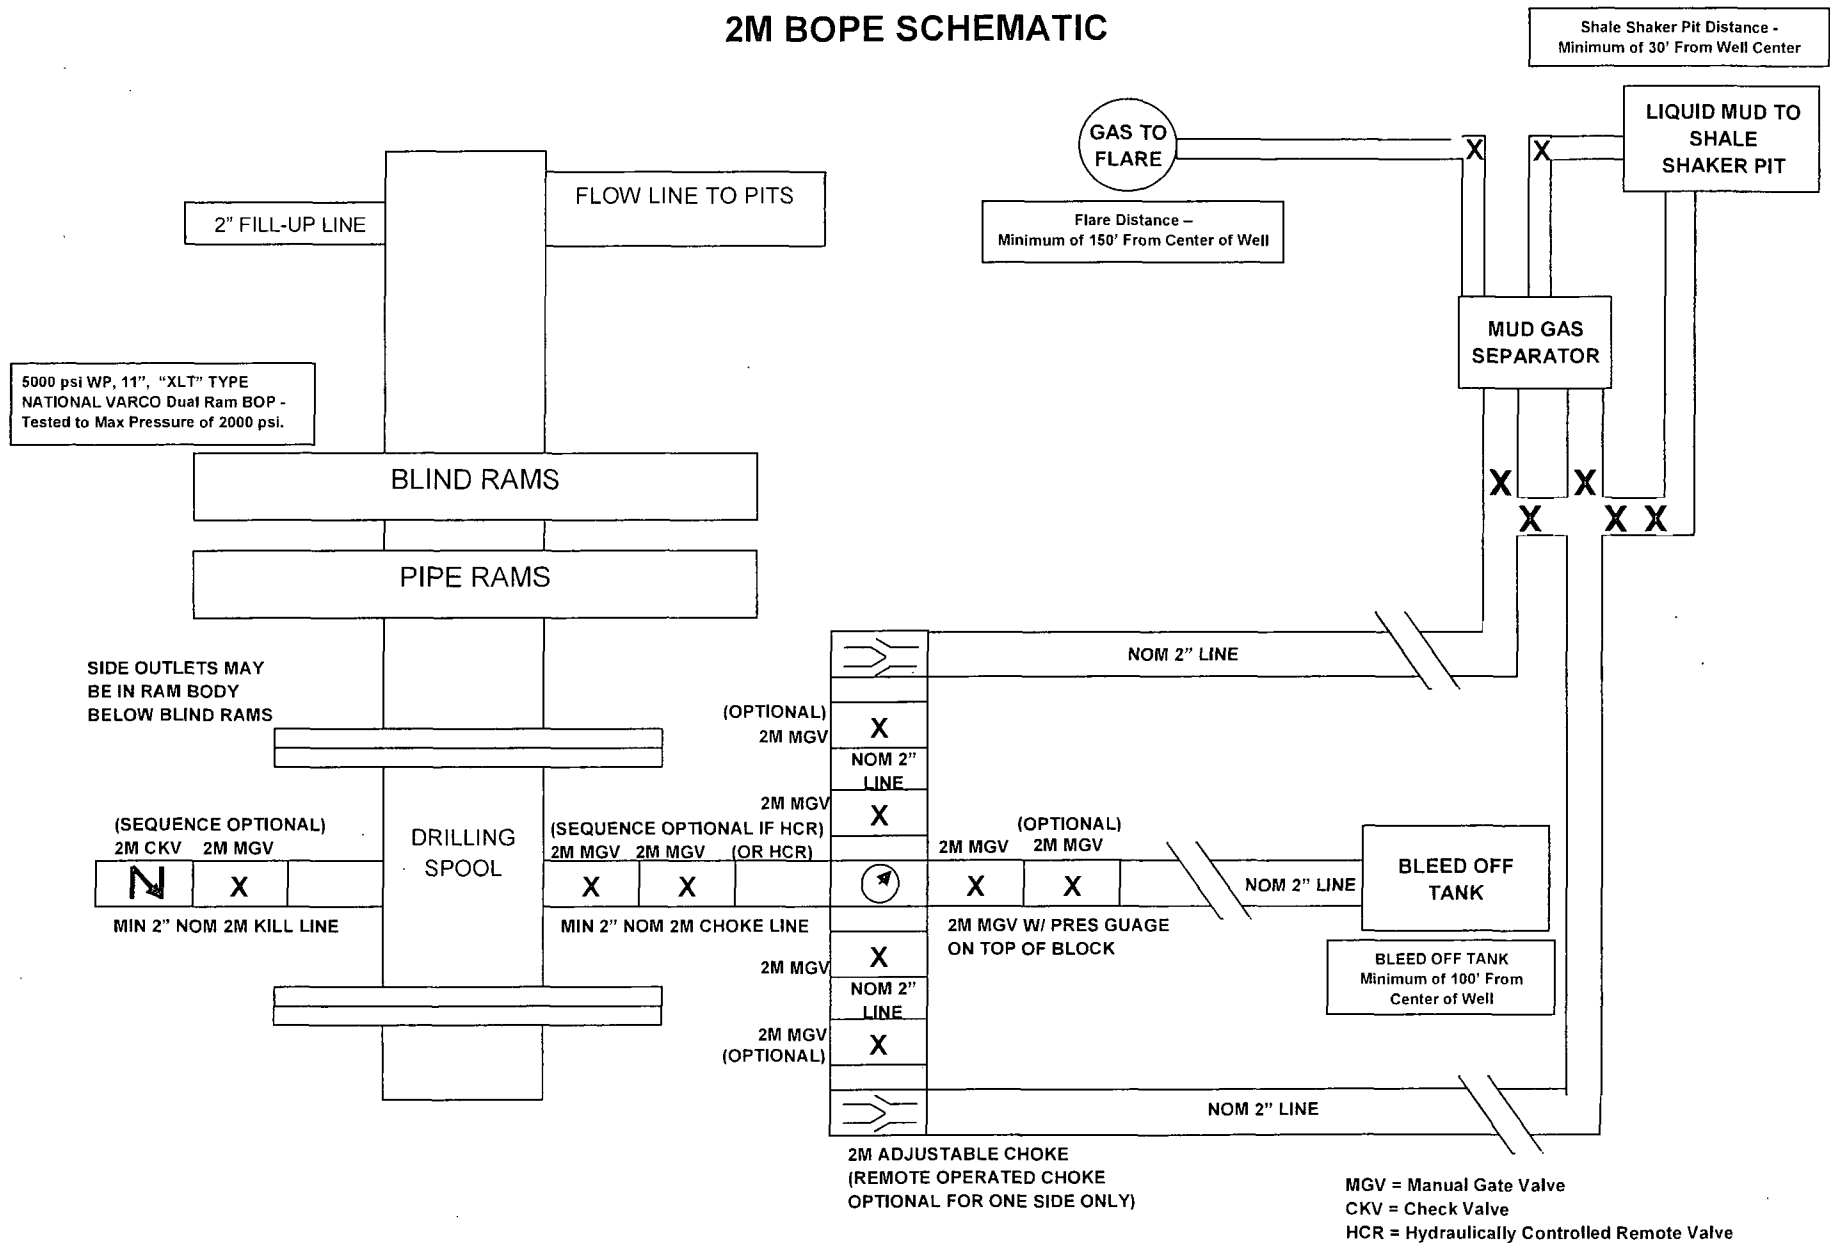 2M BOPE SCHEMATIC
Shale Shaker Pit Distance -
Minimum of 30' From Well Center
GAS TO
FLARE
X
X
LIQUID MUD TO
SHALE
SHAKER PIT
FLOW LINE TO PITS
2" FILL-UP LINE
Flare Distance –
Minimum of 150' From Center of Well
MUD GAS
SEPARATOR
5000 psi WP, 11", "XLT" TYPE
NATIONAL VARCO Dual Ram BOP -
Tested to Max Pressure of 2000 psi.
BLIND RAMS
X
X
X
X X
PIPE RAMS
NOM 2" LINE
SIDE OUTLETS MAY
BE IN RAM BODY
BELOW BLIND RAMS
(OPTIONAL)
2M MGV
X
NOM 2"
LINE
2M MGV
X
(SEQUENCE OPTIONAL)
2M CKV 2M MGV
X
MIN 2" NOM 2M KILL LINE
DRILLING
SPOOL
(SEQUENCE OPTIONAL IF HCR)
2M MGV 2M MGV (OR HCR)
X X
MIN 2" NOM 2M CHOKE LINE
(OPTIONAL)
2M MGV 2M MGV
X X
2M MGV W/ PRES GUAGE
ON TOP OF BLOCK
NOM 2" LINE
BLEED OFF
TANK
BLEED OFF TANK
Minimum of 100' From
Center of Well
2M MGV
X
NOM 2"
LINE
2M MGV
(OPTIONAL)
X
NOM 2" LINE
2M ADJUSTABLE CHOKE
(REMOTE OPERATED CHOKE
OPTIONAL FOR ONE SIDE ONLY)
MGV = Manual Gate Valve
CKV = Check Valve
HCR = Hydraulically Controlled Remote Valve